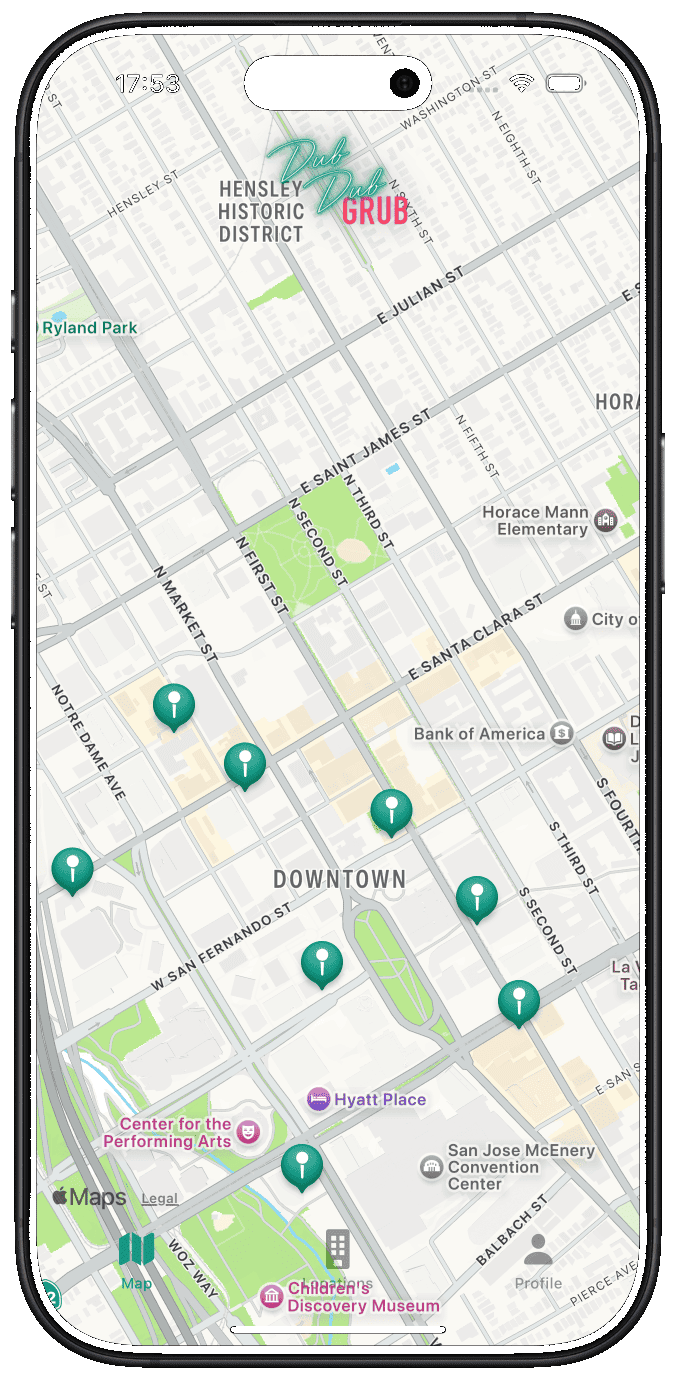 17:53
WASHINGTON ST
N EIGHTH ST
HENSLEY ST
Dub
Dub
GRUB
HENSLEY
HISTORIC
DISTRICT
E JULIAN ST
Ryland Park
HORA
E SAINT JAMES ST
N FIFTH ST
N THIRD ST
N SECOND ST
N FIRST ST
Horace Mann
Elementary
N MARKET ST
E SANTA CLARA ST
City o
NOTRE DAME AVE
Bank of America
D
L
J
S FOURTH
S THIRD ST
DOWNTOWN
S SECOND ST
W SAN FERNANDO ST
La V
Ta
Hyatt Place
E SAN S
Center for the
Performing Arts
San Jose McEnery
Convention
Center
Maps Legal
BALBACH ST
WOZ WAY
PIERCE AVE
Map
Locations
Profile
Children's
Discovery Museum